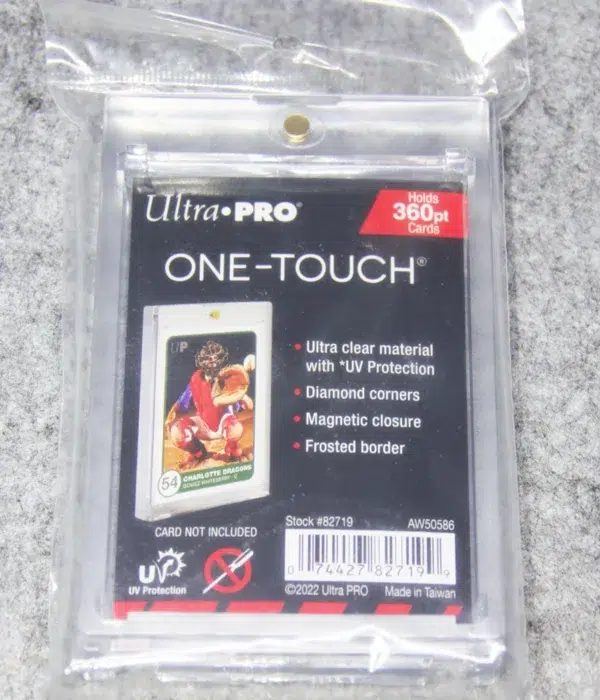 Ultra•PRO®
Holds
360pt
Cards
ONE-TOUCH®
• Ultra clear material
with *UV Protection
• Diamond corners
• Magnetic closure
• Frosted border
UP
54
CHARLOTTE DRAGONS
CARD NOT INCLUDED
UV
UV Protection
Stock #82719
AW50586
0 74427 82719 9
©2022 Ultra PRO
Made in Taiwan